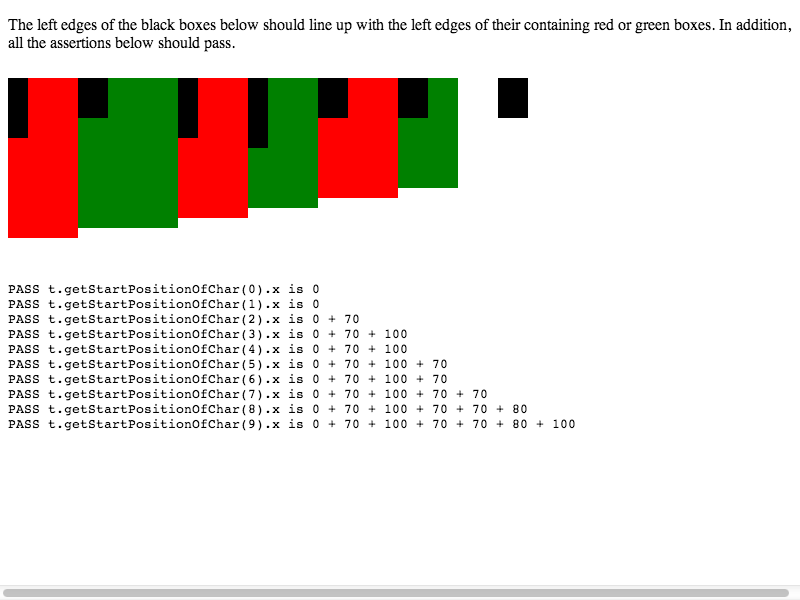 The left edges of the black boxes below should line up with the left edges of their containing red or green boxes. In addition,
all the assertions below should pass.
PASS t.getStartPositionOfChar(0).x is 0
PASS t.getStartPositionOfChar(1).x is 0
PASS t.getStartPositionOfChar(2).x is 0 + 70
PASS t.getStartPositionOfChar(3).x is 0 + 70 + 100
PASS t.getStartPositionOfChar(4).x is 0 + 70 + 100
PASS t.getStartPositionOfChar(5).x is 0 + 70 + 100 + 70
PASS t.getStartPositionOfChar(6).x is 0 + 70 + 100 + 70
PASS t.getStartPositionOfChar(7).x is 0 + 70 + 100 + 70 + 70
PASS t.getStartPositionOfChar(8).x is 0 + 70 + 100 + 70 + 70 + 80
PASS t.getStartPositionOfChar(9).x is 0 + 70 + 100 + 70 + 70 + 80 + 100